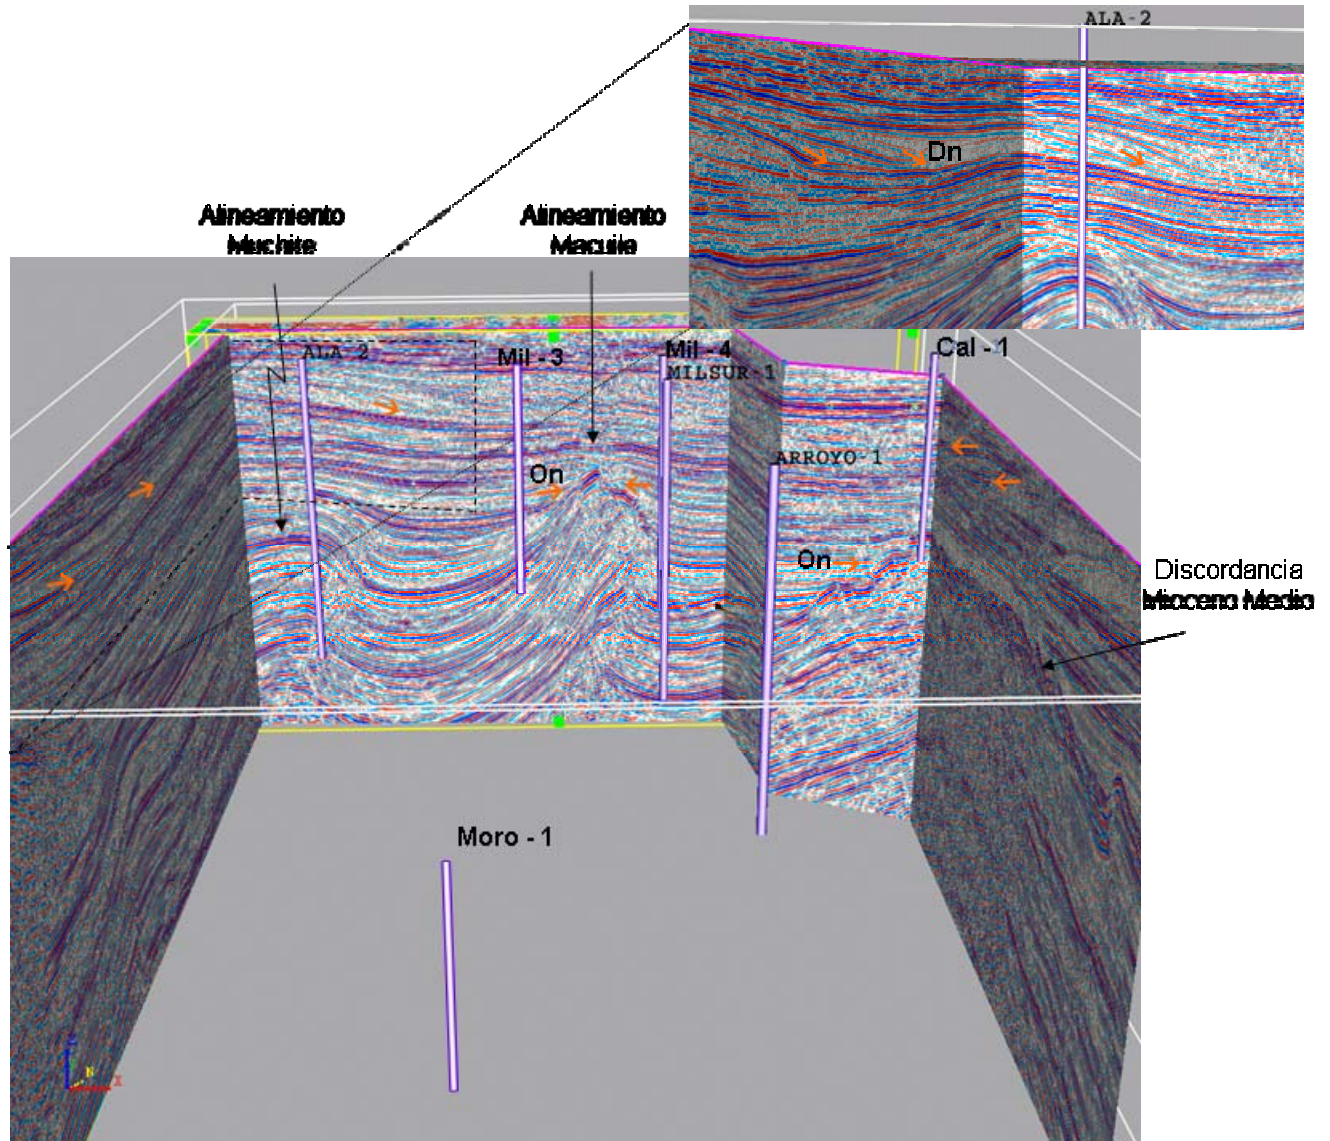 ALA-2
Dn
Alineamiento
Muchite
Alineamiento
Macuile
ALA-2
Mil - 3
Mil - 4
MILSUR-1
Cal - 1
ARROYO-1
On
On
Discordancia
Mioceno Medio
Moro - 1
Z
N
X